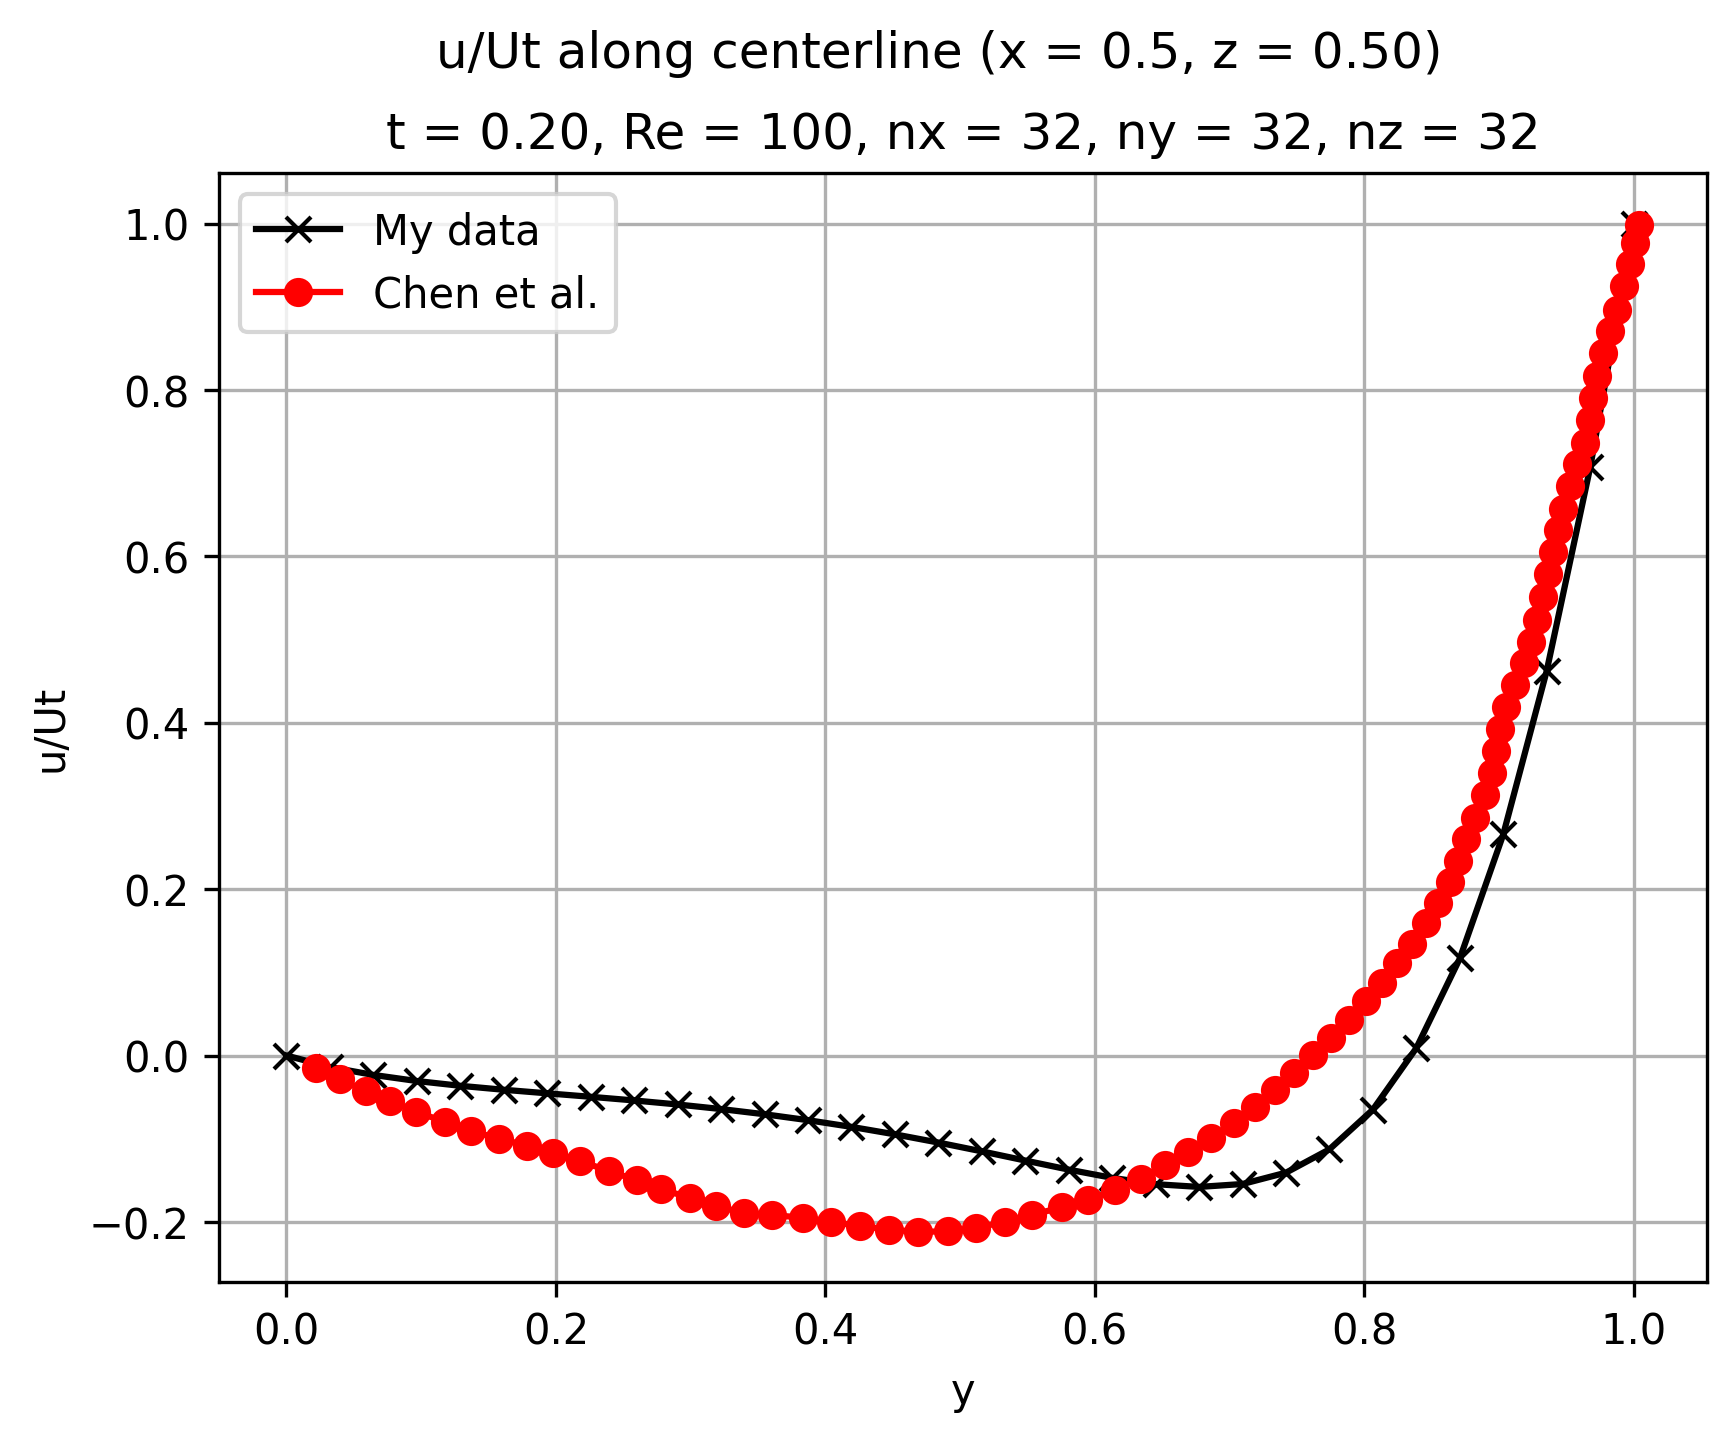 u/Ut along centerline (x = 0.5, z = 0.50)
t = 0.20, Re = 100, nx = 32, ny = 32, nz = 32
My data
Chen et al.
1.0
0.8
0.6
0.4
0.2
0.0
−0.2
u/Ut
0.0 0.2 0.4 0.6 0.8 1.0
y